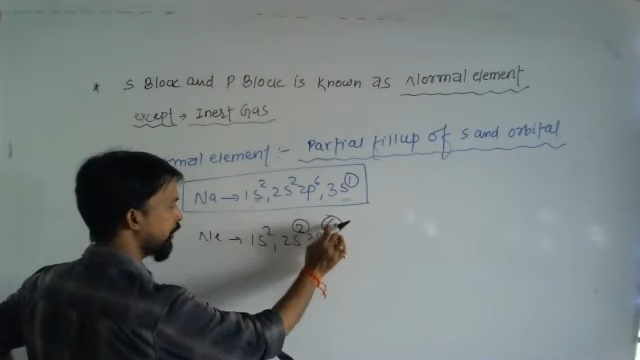 * S Block and P Block is known as Normal element
except → Inert Gas
rmal element :- Partial fillup of s and orbital
Na → 1s², 2s² 2p⁶, 3s¹
Ne → 1s², 2s²